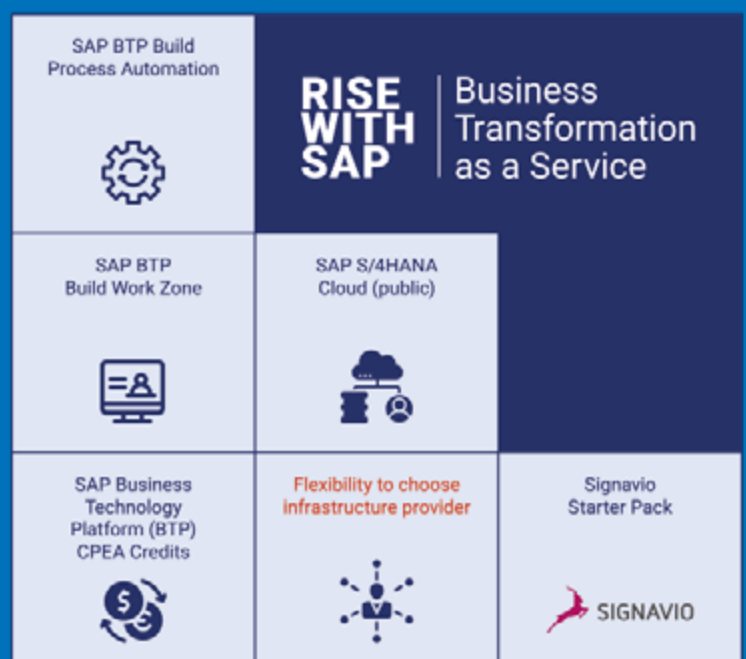 SAP BTP Build
Process Automation
RISE
WITH
SAP
Business
Transformation
as a Service
SAP BTP
Build Work Zone
SAP S/4HANA
Cloud (public)
SAP Business
Technology
Platform (BTP)
CPEA Credits
$
Flexibility to choose
infrastructure provider
Signavio
Starter Pack
SIGNAVIO